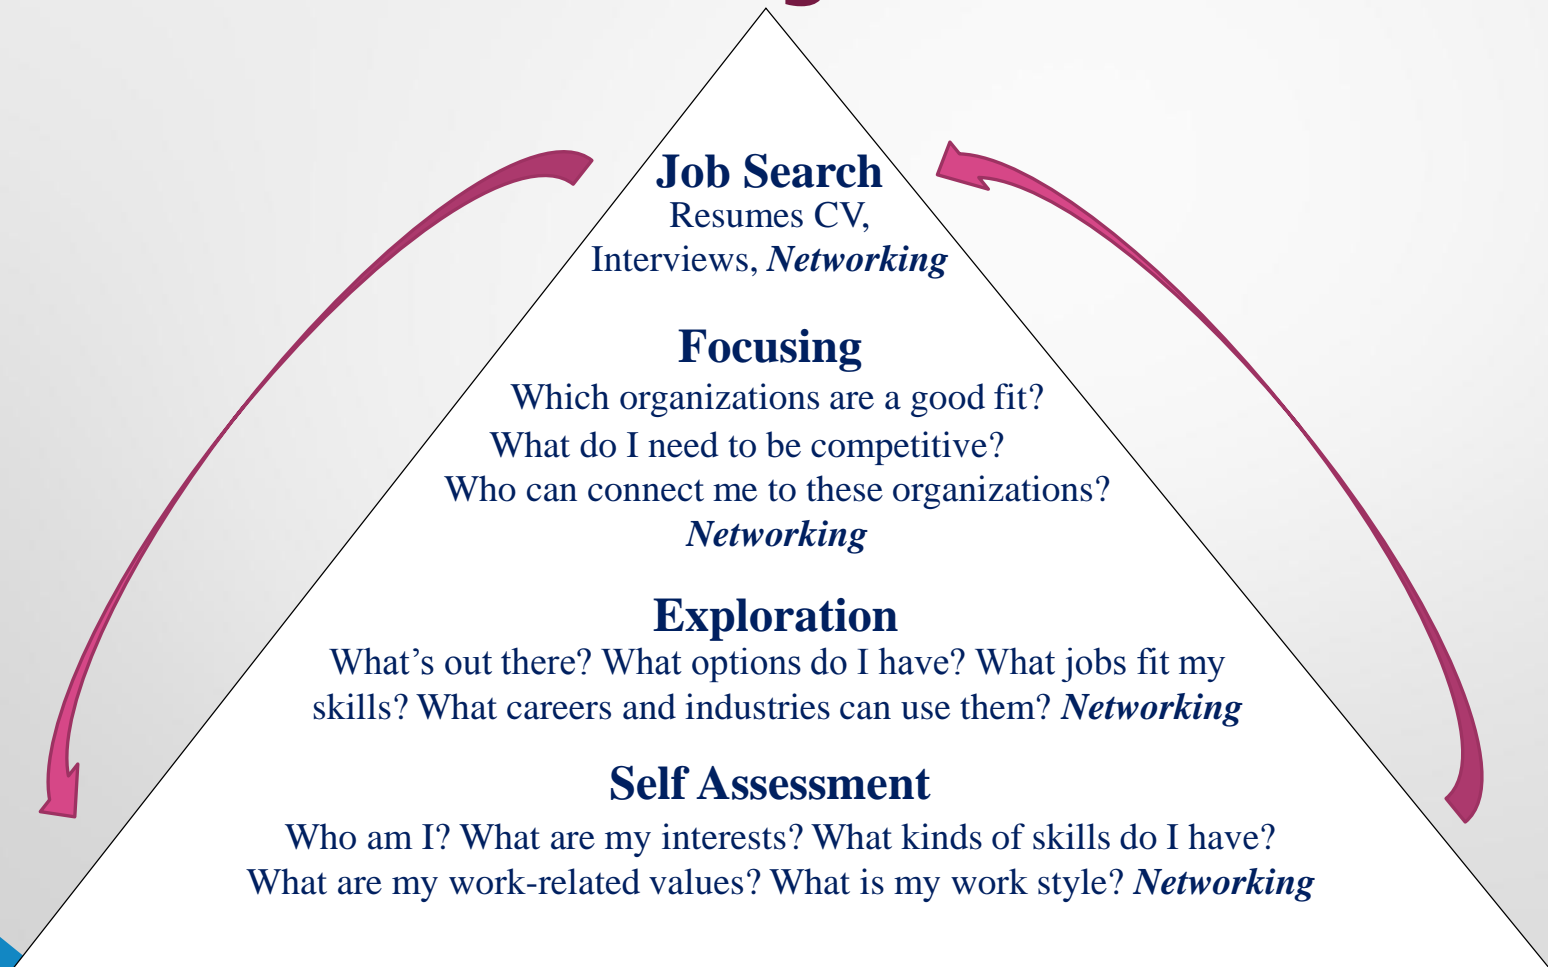 Job Search
Resumes CV,
Interviews, Networking
Focusing
Which organizations are a good fit?
What do I need to be competitive?
Who can connect me to these organizations?
Networking
Exploration
What’s out there? What options do I have? What jobs fit my
skills? What careers and industries can use them? Networking
Self Assessment
Who am I? What are my interests? What kinds of skills do I have?
What are my work-related values? What is my work style? Networking